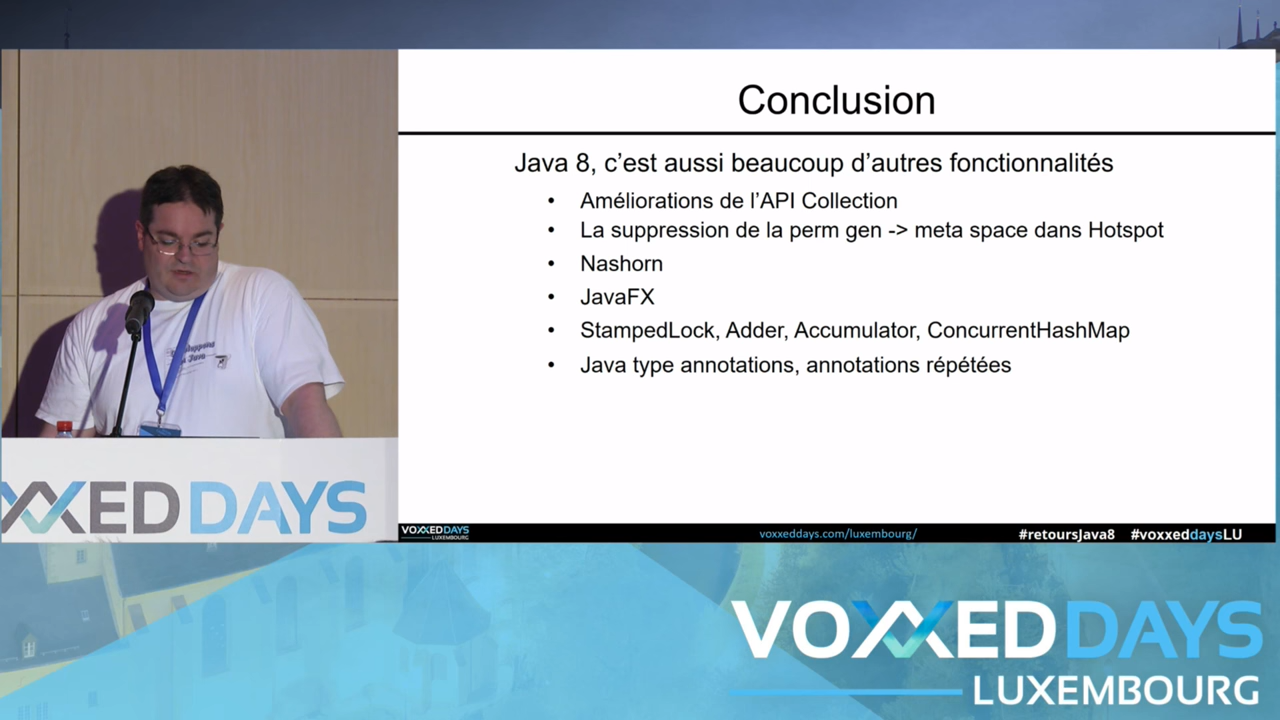 Conclusion
Java 8, c’est aussi beaucoup d’autres fonctionnalités
• Améliorations de l’API Collection
• La suppression de la perm gen -> meta space dans Hotspot
• Nashorn
• JavaFX
• StampedLock, Adder, Accumulator, ConcurrentHashMap
• Java type annotations, annotations répétées
Java
XXED DAYS
VOXXED DAYS
LUXEMBOURG
voxxeddays.com/luxembourg/
#retoursJava8 #voxxeddaysLU
VOXXED DAYS
LUXEMBOURG